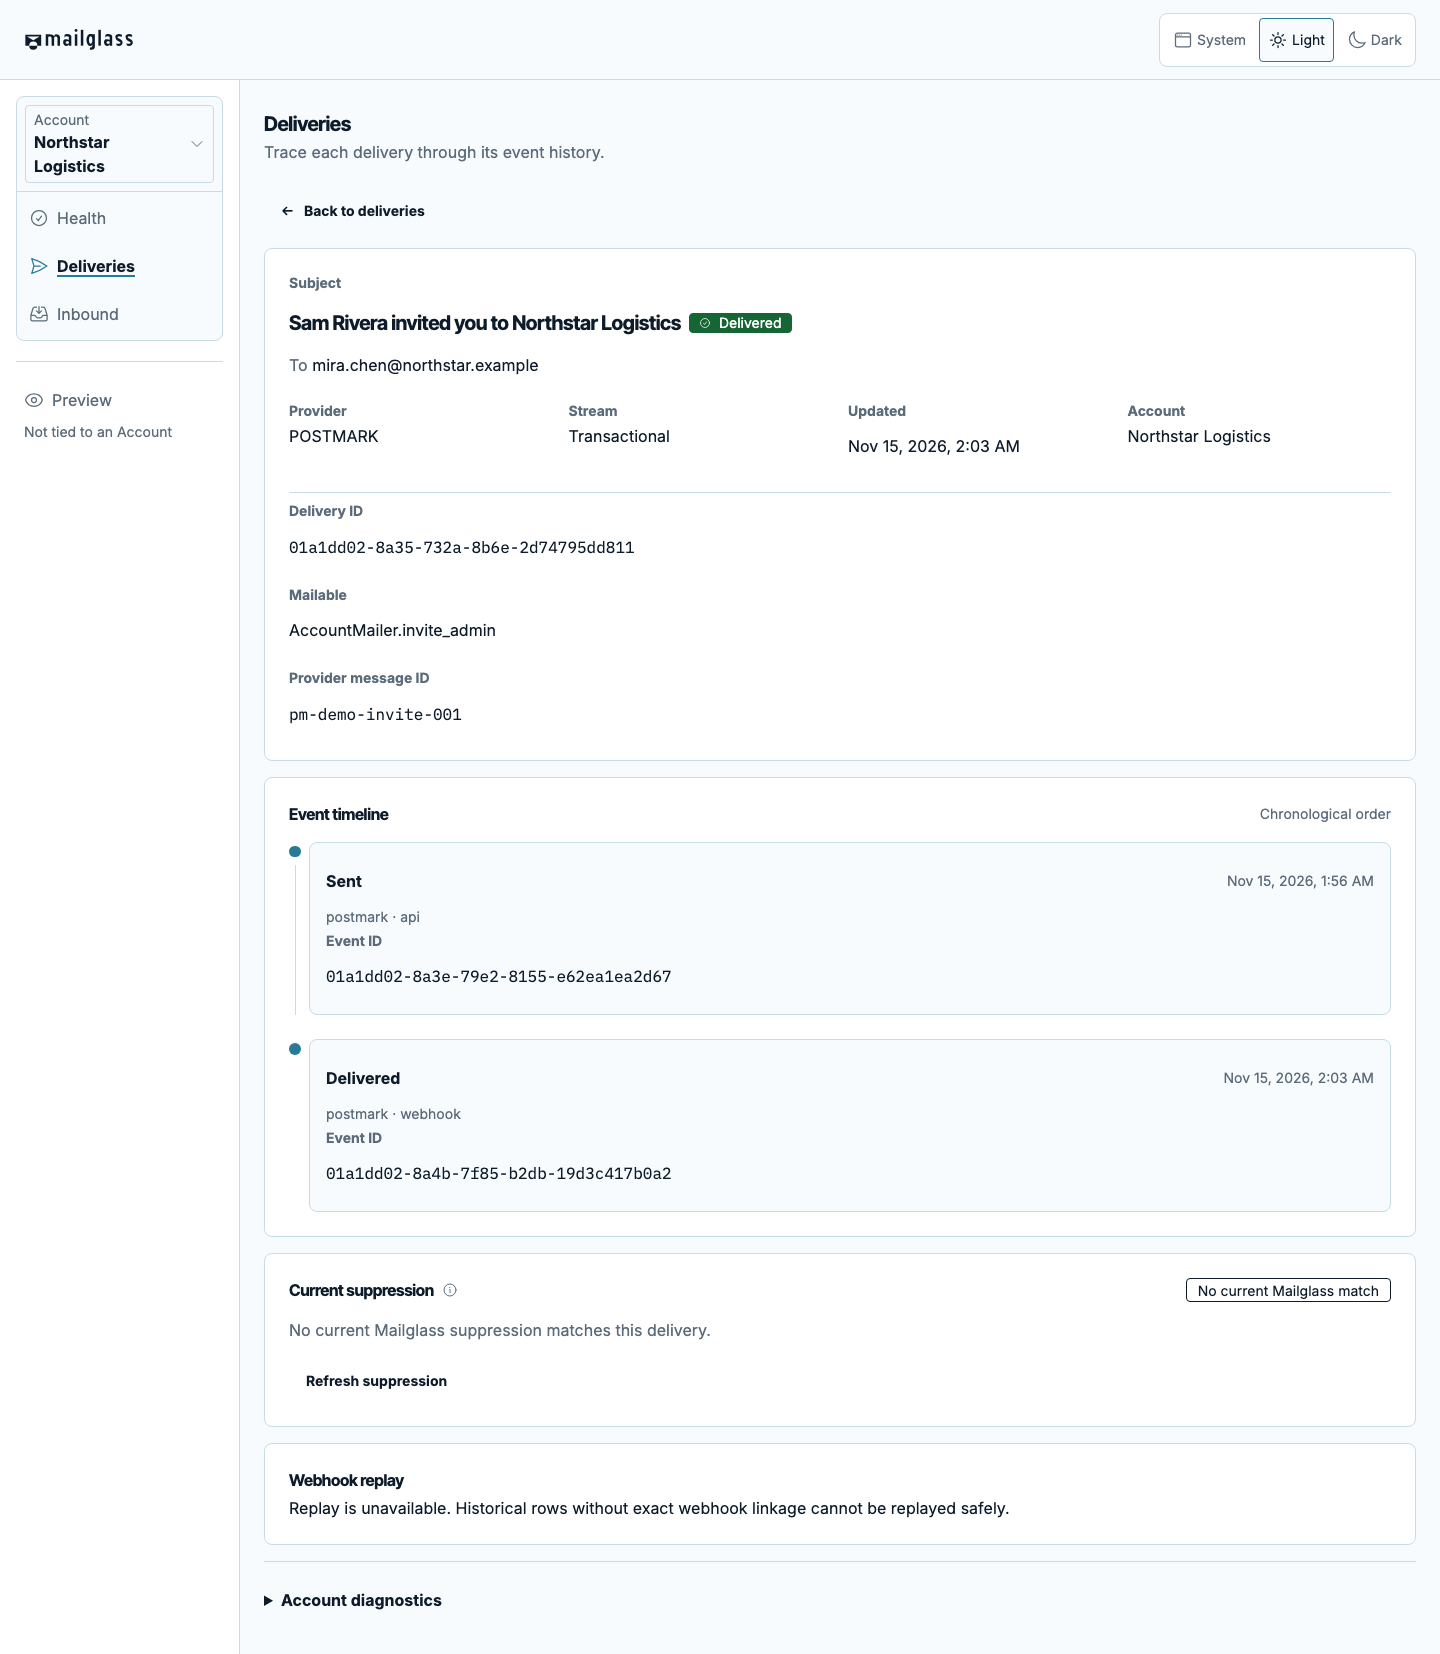 mailglass
System
Light
Dark
Account
Northstar
Logistics
Health
Deliveries
Inbound
Preview
Not tied to an Account
Deliveries
Trace each delivery through its event history.
← Back to deliveries
Subject
Sam Rivera invited you to Northstar Logistics
Delivered
To mira.chen@northstar.example
Provider
POSTMARK
Stream
Transactional
Updated
Nov 15, 2026, 2:03 AM
Account
Northstar Logistics
Delivery ID
01a1dd02-8a35-732a-8b6e-2d74795dd811
Mailable
AccountMailer.invite_admin
Provider message ID
pm-demo-invite-001
Event timeline
Chronological order
Sent
Nov 15, 2026, 1:56 AM
postmark · api
Event ID
01a1dd02-8a3e-79e2-8155-e62ea1ea2d67
Delivered
Nov 15, 2026, 2:03 AM
postmark · webhook
Event ID
01a1dd02-8a4b-7f85-b2db-19d3c417b0a2
Current suppression
No current Mailglass match
No current Mailglass suppression matches this delivery.
Refresh suppression
Webhook replay
Replay is unavailable. Historical rows without exact webhook linkage cannot be replayed safely.
Account diagnostics